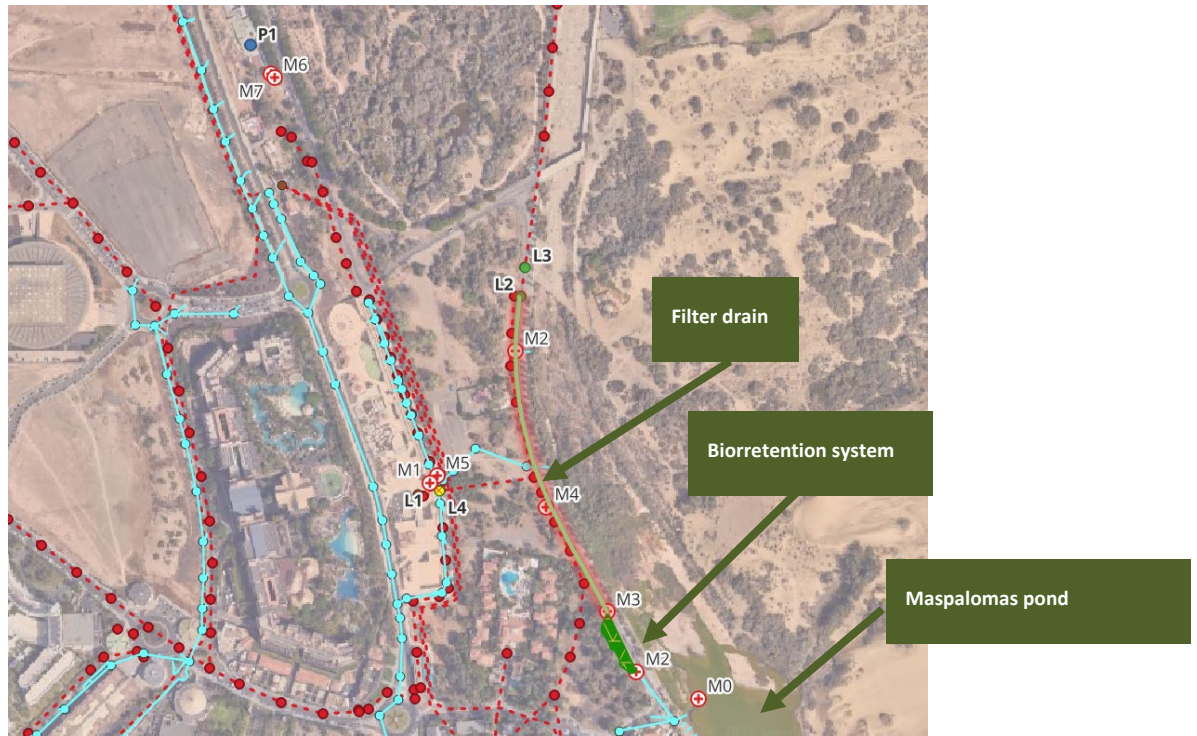 P1
M6
M7
L3
L2
Filter drain
M2
Biorretention system
M1
M5
L1
L4
M4
Maspalomas pond
M3
M2
M0